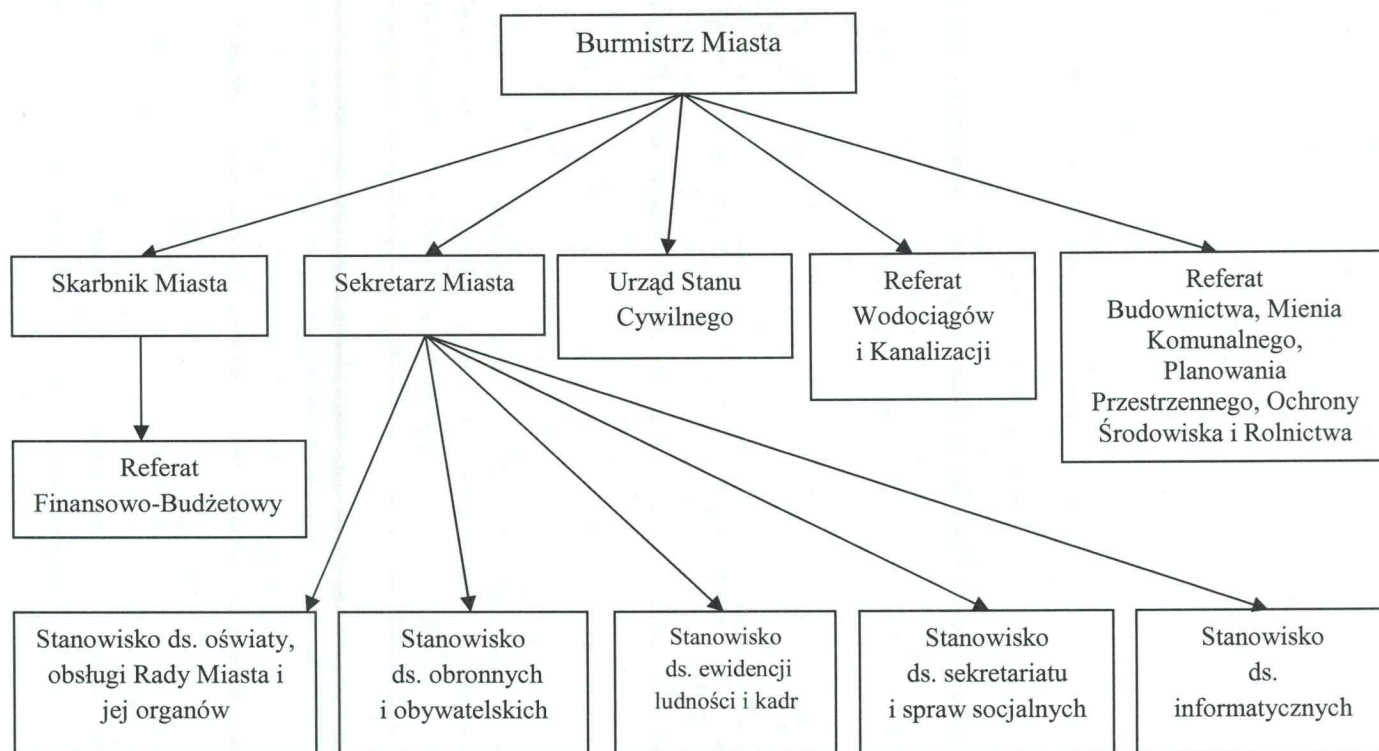 Burmistrz Miasta
Skarbnik Miasta
Sekretarz Miasta
Urząd Stanu
Cywilnego
Referat
Wodociągów
i Kanalizacji
Referat
Budownictwa, Mienia
Komunalnego,
Planowania
Przestrzennego, Ochrony
Środowiska i Rolnictwa
Referat
Finansowo-Budżetowy
Stanowisko ds. oświaty,
obsługi Rady Miasta i
jej organów
Stanowisko
ds. obronnych
i obywatelskich
Stanowisko
ds. ewidencji
ludności i kadr
Stanowisko
ds. sekretariatu
i spraw socjalnych
Stanowisko
ds.
informatycznych